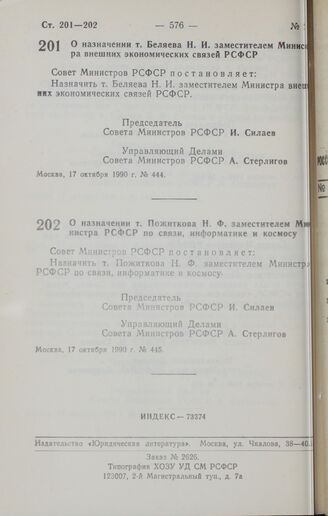 Ст. 201—202 — 576 — №
201 О назначении т. Беляева Н. И. заместителем
ра внешних экономических связей РСФСР
Совет Министров РСФСР постановляет:
Назначить т. Беляева Н. И. заместителем Министра
них экономических связей РСФСР.
Председатель
Совета Министров РСФСР И. Силаев
Управляющий Делами
Совета Министров РСФСР А. Стерлигов
Москва, 17 октября 1990 г. № 444.
202 О назначении т. Пожиткова Н. Ф. заместителем
нистра РСФСР по связи, информатике и космосу
Совет Министров РСФСР постановляет:
Назначить т. Пожиткова Н. Ф. заместителем Министра
РСФСР по связи, информатике и космосу.
Председатель
Совета Министров РСФСР И. Силаев
Управляющий Делами
Совета Министров РСФСР А. Стерлигов
Москва, 17 октября 1990 г. № 445.
ИНДЕКС — 73374
Издательство «Юридическая литература». Москва, ул. Чкалова, 38—40.
Заказ № 2626.
Типография ХОЗУ УД СМ РСФСР
123007, 2-й Магистральный туп., д. 7а